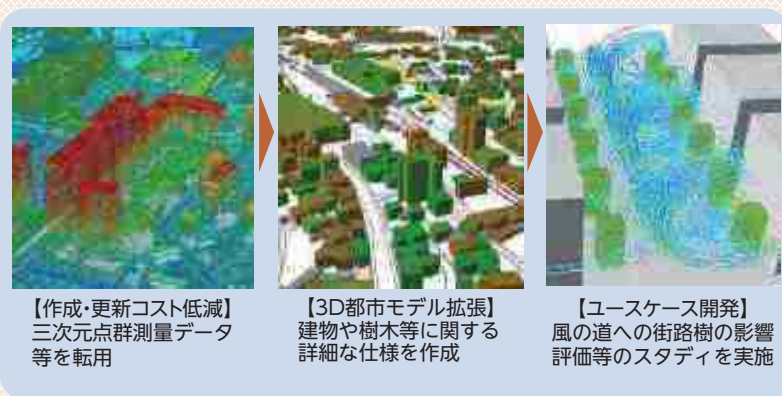 【作成・更新コスト低減】
三次元点群測量データ
等を転用
【3D都市モデル拡張】
建物や樹木等に関する
詳細な仕様を作成
【ユースケース開発】
風の道への街路樹の影響
評価等のスタディを実施